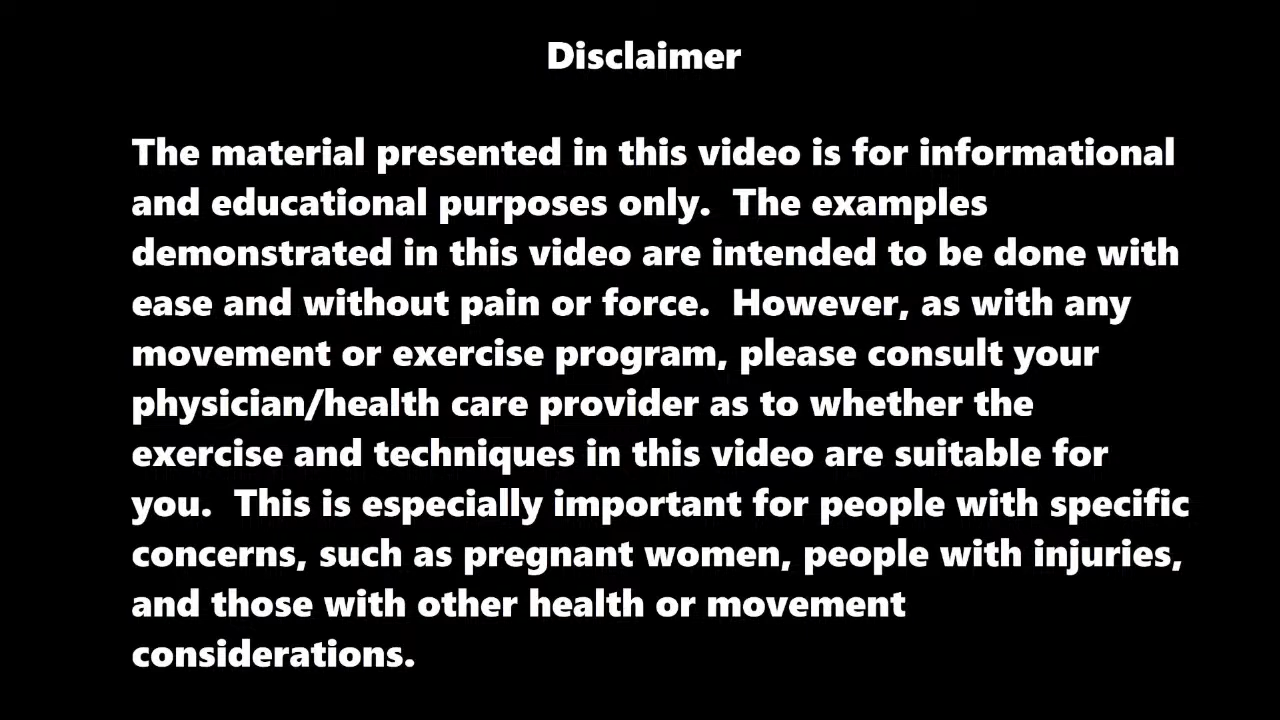 Disclaimer
The material presented in this video is for informational
and educational purposes only.  The examples
demonstrated in this video are intended to be done with
ease and without pain or force.  However, as with any
movement or exercise program, please consult your
physician/health care provider as to whether the
exercise and techniques in this video are suitable for
you.  This is especially important for people with specific
concerns, such as pregnant women, people with injuries,
and those with other health or movement
considerations.